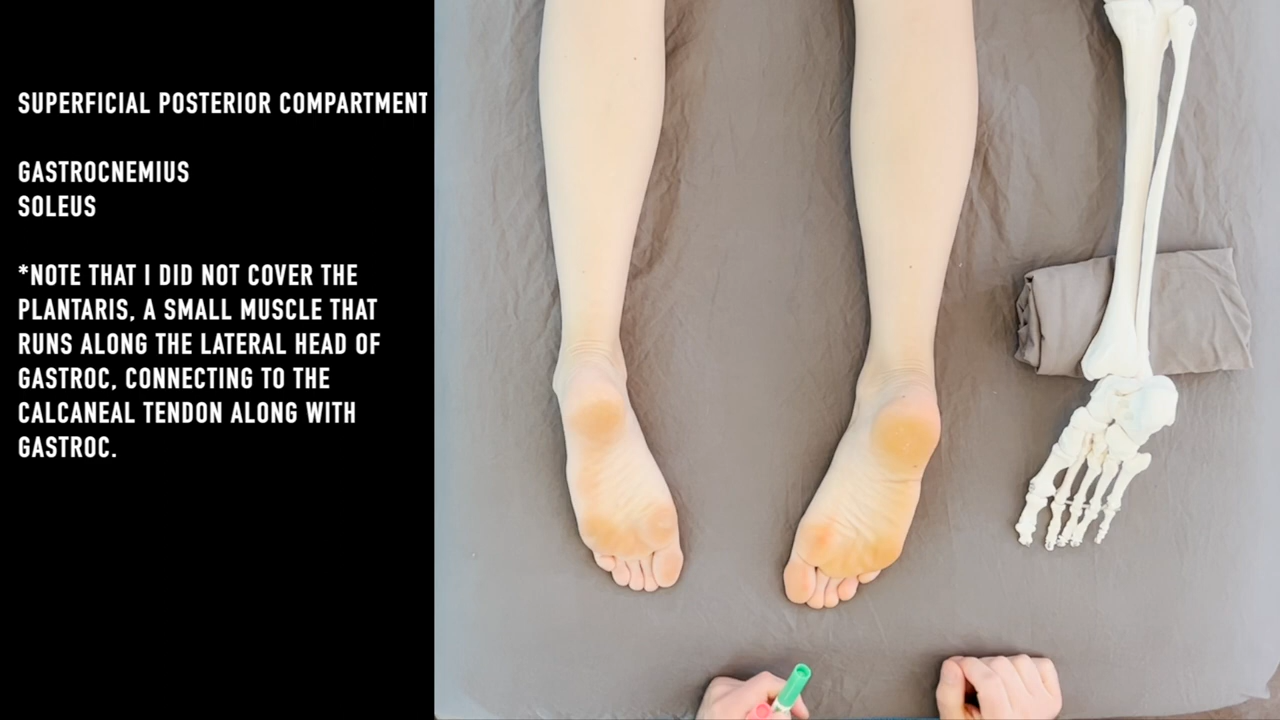 SUPERFICIAL POSTERIOR COMPARTMENT
GASTROCNEMIUS
SOLEUS
*NOTE THAT I DID NOT COVER THE
PLANTARIS, A SMALL MUSCLE THAT
RUNS ALONG THE LATERAL HEAD OF
GASTROC, CONNECTING TO THE
CALCANEAL TENDON ALONG WITH
GASTROC.